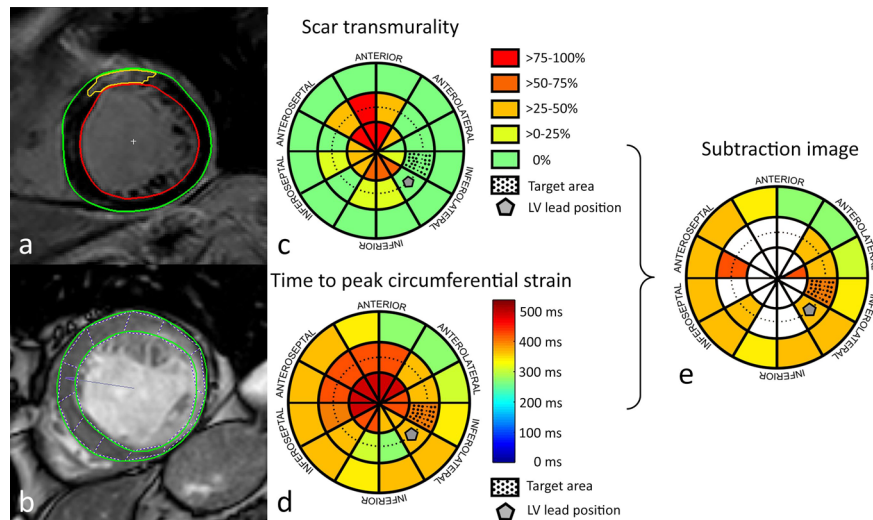 a
b
Scar transmurality
ANTERIOR
ANTEROLATERAL
INFEROLATERAL
INFERIOR
INFEROSEPTAL
ANTEROSEPTAL
c
>75-100%
>50-75%
>25-50%
>0-25%
0%
Target area
LV lead position
Time to peak circumferential strain
ANTERIOR
ANTEROLATERAL
INFEROLATERAL
INFERIOR
INFEROSEPTAL
ANTEROSEPTAL
d
500 ms
400 ms
300 ms
200 ms
100 ms
0 ms
Target area
LV lead position
Subtraction image
ANTERIOR
ANTEROLATERAL
INFEROLATERAL
INFERIOR
INFEROSEPTAL
ANTEROSEPTAL
e